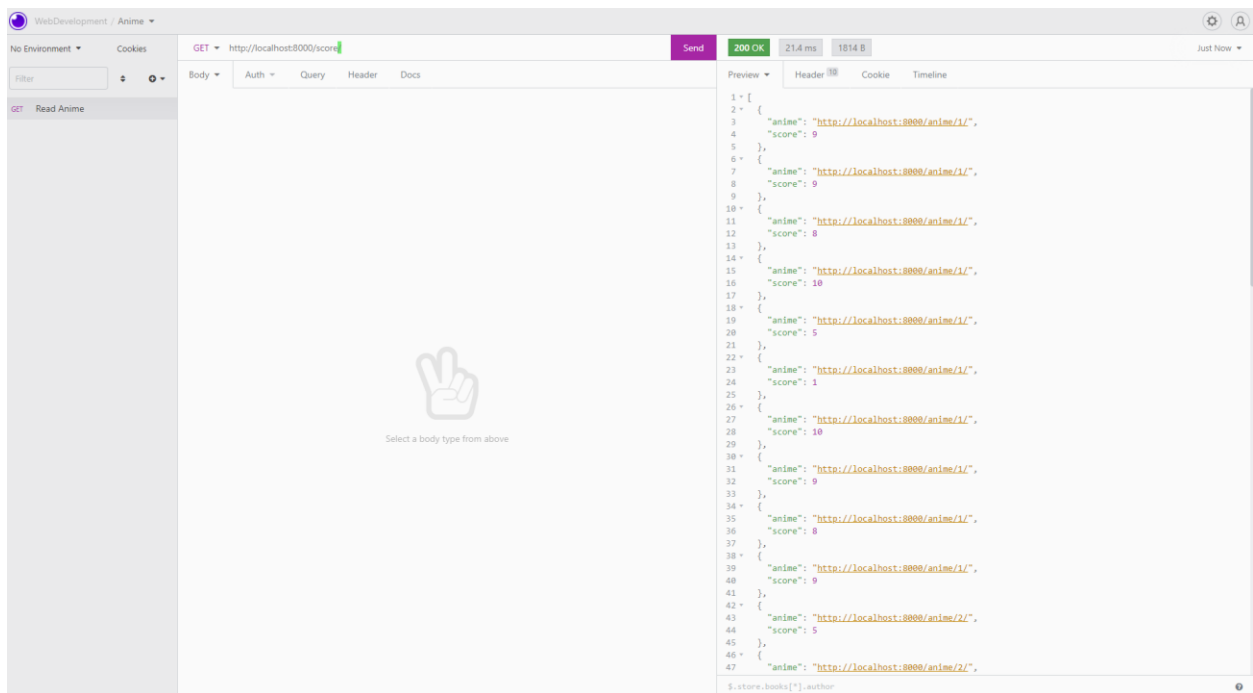 WebDevelopment / Anime
No Environment
Cookies
GET http://localhost:8000/score/
Send
200 OK
21.4 ms
1814 B
Just Now
Filter
Body
Auth
Query
Header
Docs
Preview
Header 10
Cookie
Timeline
GET Read Anime
1 [
2 {
3 "anime": "http://localhost:8000/anime/1/",
4 "score": 9
5 },
6 {
7 "anime": "http://localhost:8000/anime/1/",
8 "score": 9
9 },
10 {
11 "anime": "http://localhost:8000/anime/1/",
12 "score": 8
13 },
14 {
15 "anime": "http://localhost:8000/anime/1/",
16 "score": 10
17 },
18 {
19 "anime": "http://localhost:8000/anime/1/",
20 "score": 5
21 },
22 {
23 "anime": "http://localhost:8000/anime/1/",
24 "score": 1
25 },
26 {
27 "anime": "http://localhost:8000/anime/1/",
28 "score": 10
29 },
30 {
31 "anime": "http://localhost:8000/anime/1/",
32 "score": 9
33 },
34 {
35 "anime": "http://localhost:8000/anime/1/",
36 "score": 8
37 },
38 {
39 "anime": "http://localhost:8000/anime/1/",
40 "score": 9
41 },
42 {
43 "anime": "http://localhost:8000/anime/2/",
44 "score": 5
45 },
46 {
47 "anime": "http://localhost:8000/anime/2/",
Select a body type from above
$.store.books[*].author